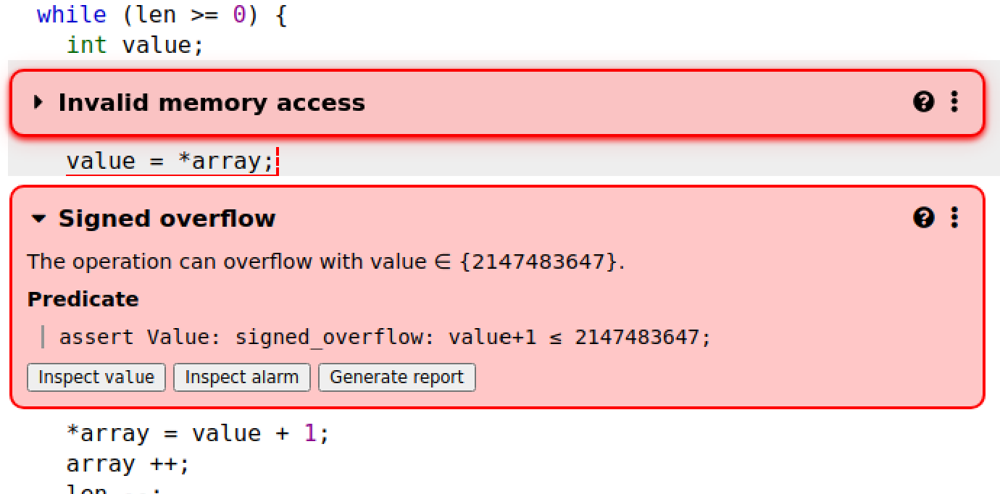 while (len >= 0) {
int value;
Invalid memory access
value = *array;
Signed overflow
The operation can overflow with value ∈ {2147483647}.
Predicate
assert Value: signed_overflow: value+1 ≤ 2147483647;
Inspect value Inspect alarm Generate report
*array = value + 1;
array ++;
len --;